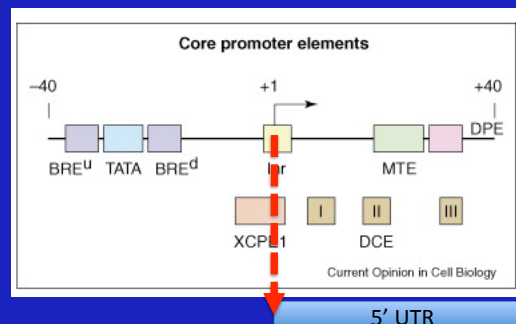 Core promoter elements
−40 +1 +40
DPE
BREᵘ TATA BREᵈ Inr MTE
I II III
XCPE1 DCE
Current Opinion in Cell Biology
5’ UTR